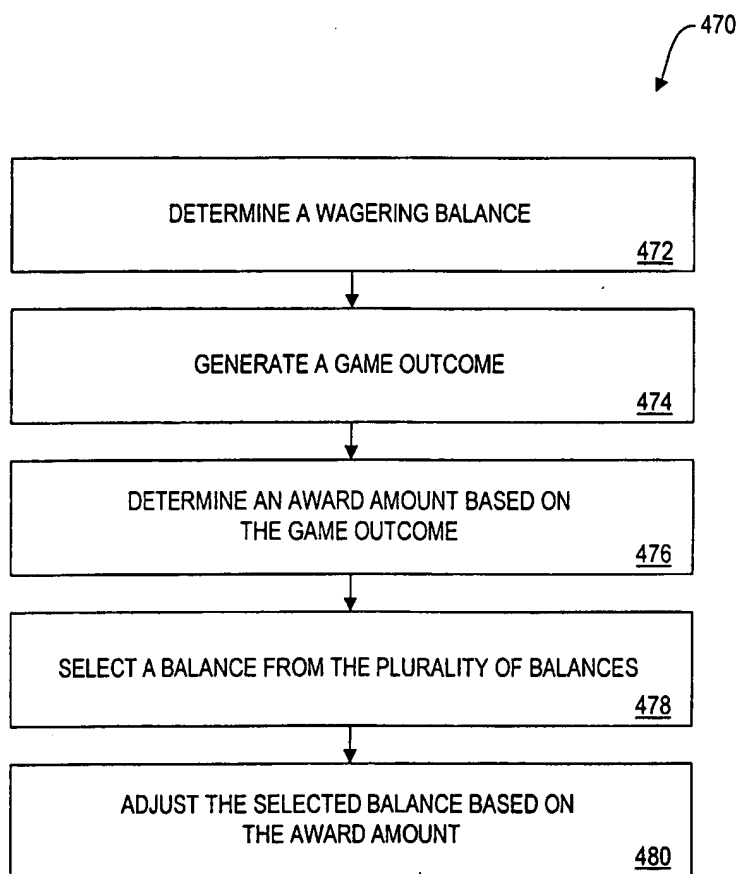 470
DETERMINE A WAGERING BALANCE
472
GENERATE A GAME OUTCOME
474
DETERMINE AN AWARD AMOUNT BASED ON
THE GAME OUTCOME
476
SELECT A BALANCE FROM THE PLURALITY OF BALANCES
478
ADJUST THE SELECTED BALANCE BASED ON
THE AWARD AMOUNT
480